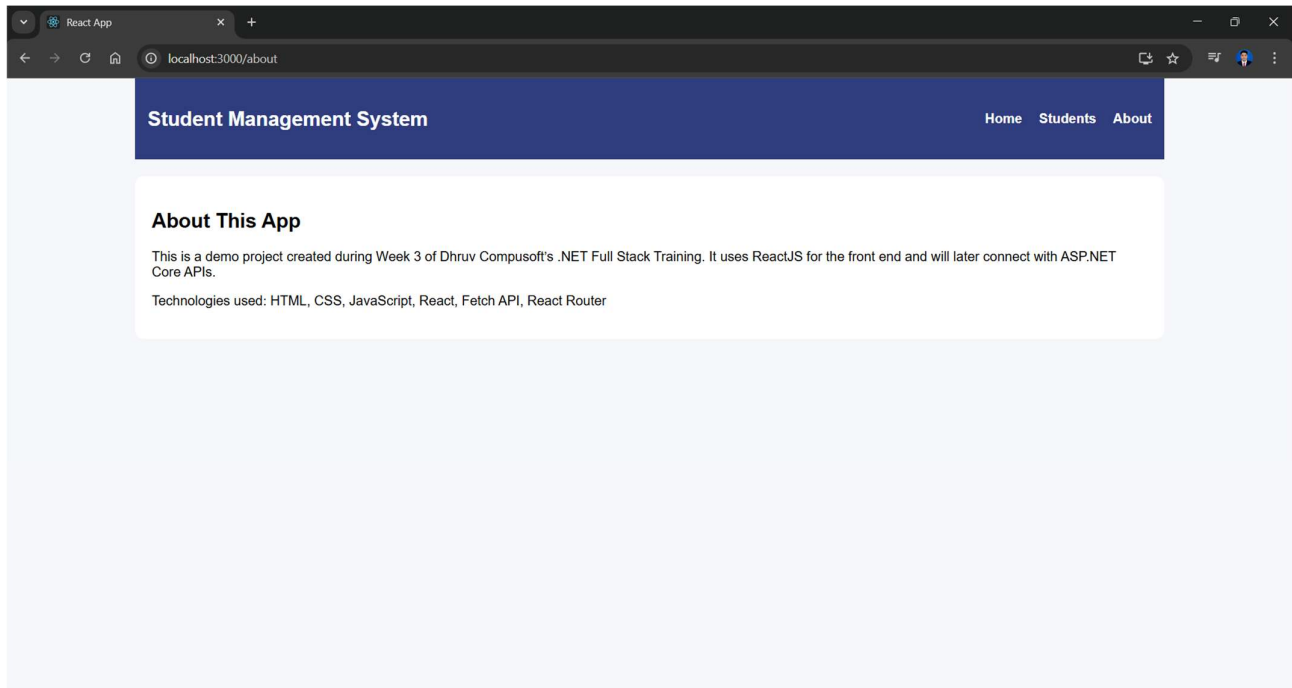 React App
localhost:3000/about
Student Management System
Home Students About
About This App
This is a demo project created during Week 3 of Dhruv Compusoft's .NET Full Stack Training. It uses ReactJS for the front end and will later connect with ASP.NET
Core APIs.
Technologies used: HTML, CSS, JavaScript, React, Fetch API, React Router